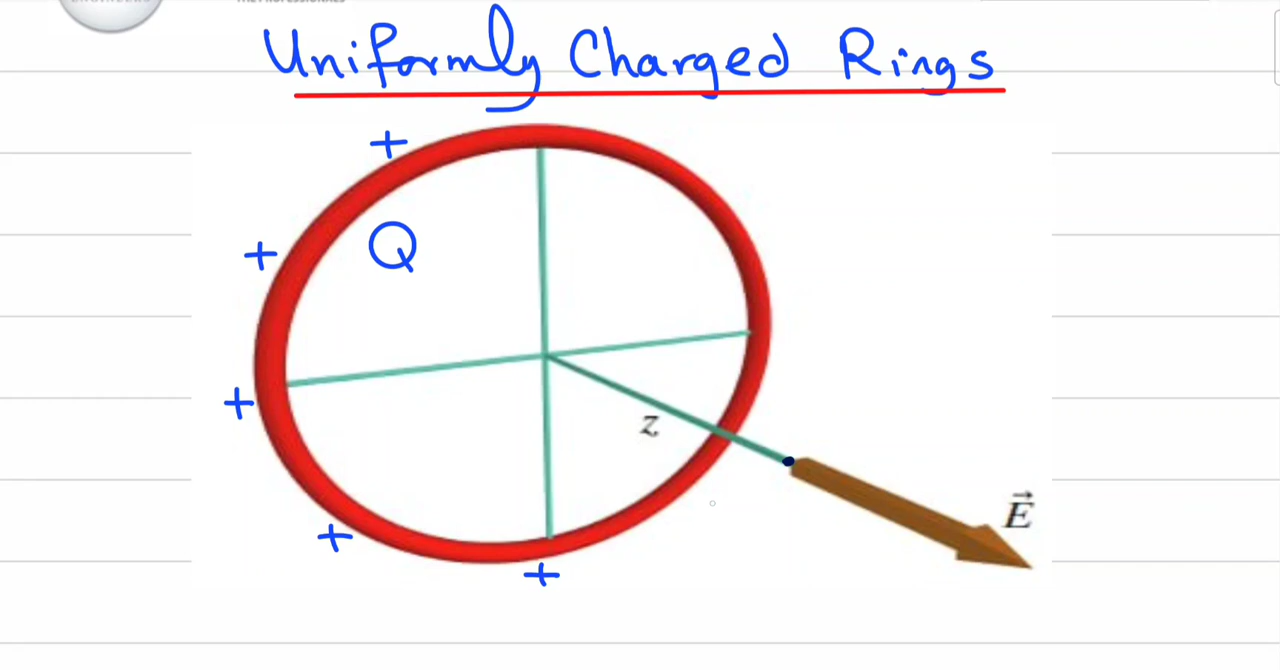 Uniformly Charged Rings
+
Q
+
z
+
E⃗
+
+